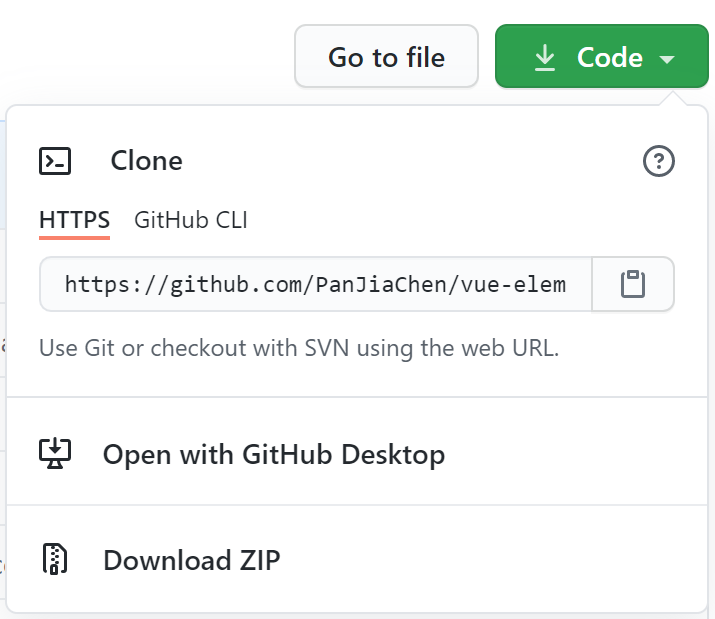 Go to file
Code
Clone
HTTPS GitHub CLI
https://github.com/PanJiaChen/vue-elem
Use Git or checkout with SVN using the web URL.
Open with GitHub Desktop
Download ZIP